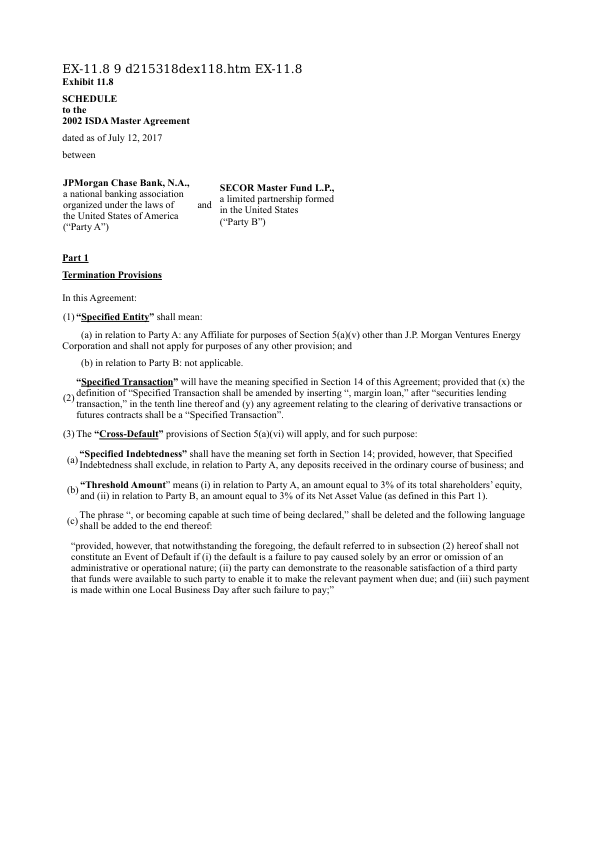 EX-11.8 9 d215318dex118.htm EX-11.8
Exhibit 11.8
SCHEDULE
to the
2002 ISDA Master Agreement
dated as of July 12, 2017
between
JPMorgan Chase Bank, N.A.,
a national banking association
organized under the laws of
the United States of America
(“Party A”)
and
SECOR Master Fund L.P.,
a limited partnership formed
in the United States
(“Party B”)
Part 1
Termination Provisions
In this Agreement:
(1) “Specified Entity” shall mean:
(a) in relation to Party A: any Affiliate for purposes of Section 5(a)(v) other than J.P. Morgan Ventures Energy
Corporation and shall not apply for purposes of any other provision; and
(b) in relation to Party B: not applicable.
(2) “Specified Transaction” will have the meaning specified in Section 14 of this Agreement; provided that (x) the
definition of “Specified Transaction shall be amended by inserting “, margin loan,” after “securities lending
transaction,” in the tenth line thereof and (y) any agreement relating to the clearing of derivative transactions or
futures contracts shall be a “Specified Transaction”.
(3) The “Cross-Default” provisions of Section 5(a)(vi) will apply, and for such purpose:
(a) “Specified Indebtedness” shall have the meaning set forth in Section 14; provided, however, that Specified
Indebtedness shall exclude, in relation to Party A, any deposits received in the ordinary course of business; and
(b) “Threshold Amount” means (i) in relation to Party A, an amount equal to 3% of its total shareholders’ equity,
and (ii) in relation to Party B, an amount equal to 3% of its Net Asset Value (as defined in this Part 1).
(c) The phrase “, or becoming capable at such time of being declared,” shall be deleted and the following language
shall be added to the end thereof:
“provided, however, that notwithstanding the foregoing, the default referred to in subsection (2) hereof shall not
constitute an Event of Default if (i) the default is a failure to pay caused solely by an error or omission of an
administrative or operational nature; (ii) the party can demonstrate to the reasonable satisfaction of a third party
that funds were available to such party to enable it to make the relevant payment when due; and (iii) such payment
is made within one Local Business Day after such failure to pay;”